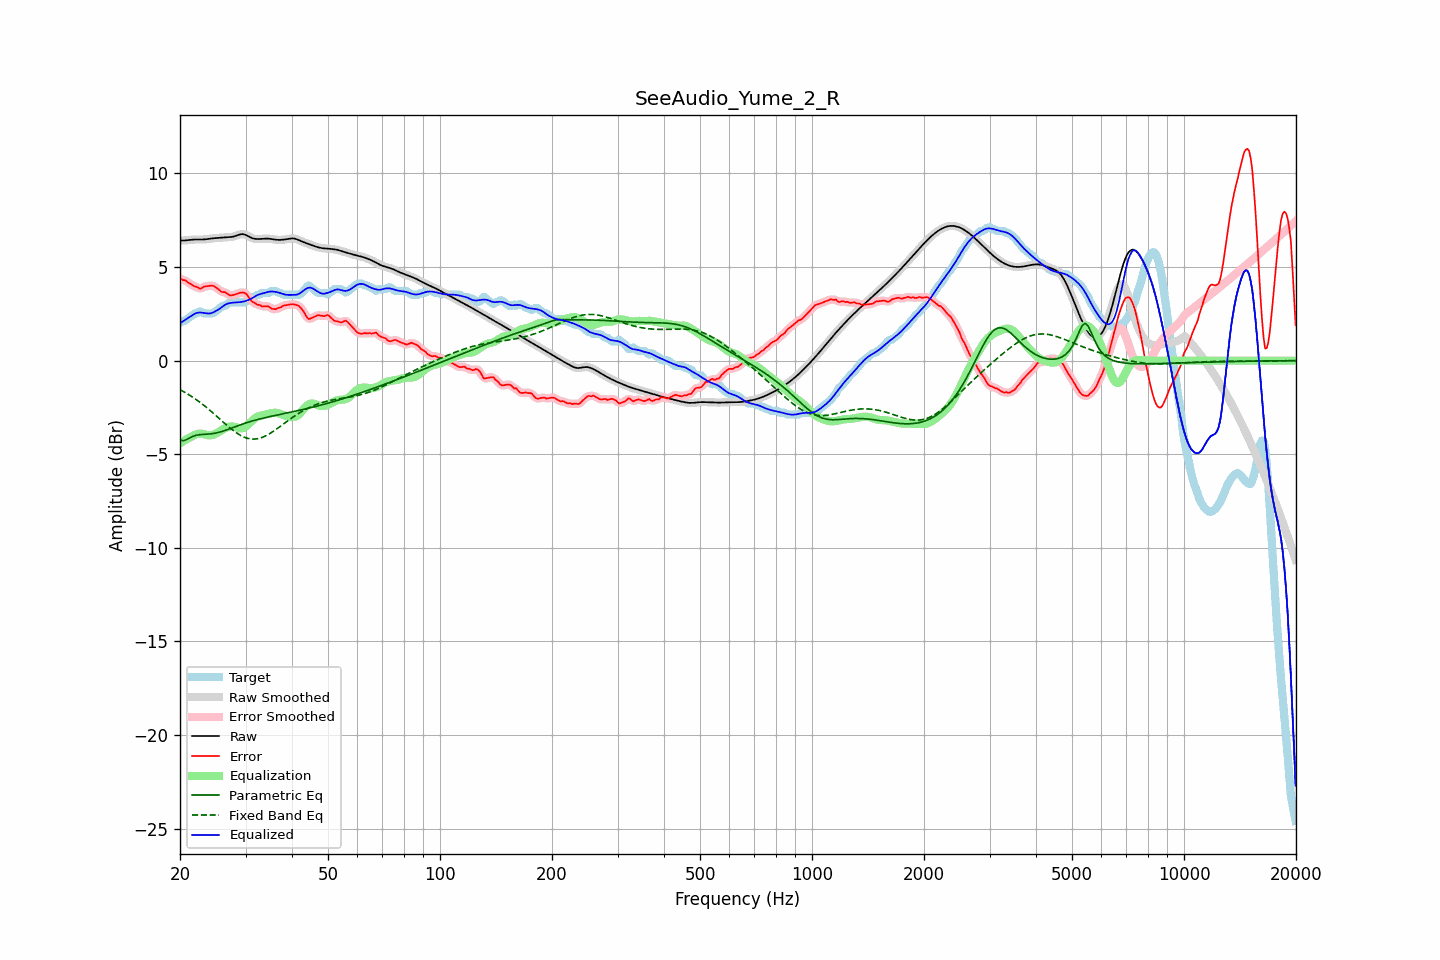 SeeAudio_Yume_2_R
Amplitude (dBr)
10
5
0
−5
−10
−15
−20
−25
Target
Raw Smoothed
Error Smoothed
Raw
Error
Equalization
Parametric Eq
Fixed Band Eq
Equalized
20
50
100
200
500
1000
2000
5000
10000
20000
Frequency (Hz)